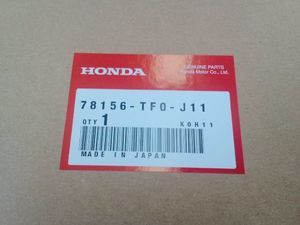 GENUINE PARTS
HONDA
Honda Motor Co., Ltd.
78156-TF0-J11
QTY 1
K0H11
MADE IN JAPAN